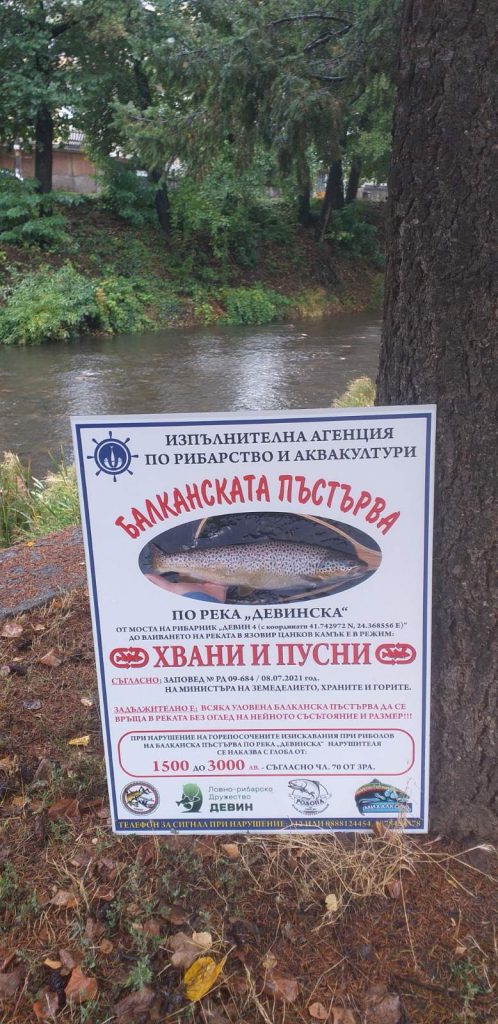 ИЗПЪЛНИТЕЛНА АГЕНЦИЯ
ПО РИБАРСТВО И АКВАКУЛТУРИ
БАЛКАНСКАТА ПЪСТЪРВА
ПО РЕКА „ДЕВИНСКА“
ОТ МОСТА НА РИБАРНИК „ДЕВИН 4 (с координати 41.742972 N, 24.368556 E)“
ДО ВЛИВАНЕТО НА РЕКАТА В ЯЗОВИР ЦАНКОВ КАМЪК Е В РЕЖИМ:
ХВАНИ И ПУСНИ
СЪГЛАСНО: ЗАПОВЕД № РД 09-684 / 08.07.2021 год.
НА МИНИСТЪРА НА ЗЕМЕДЕЛИЕТО, ХРАНИТЕ И ГОРИТЕ.
ЗАДЪЛЖИТЕЛНО Е: ВСЯКА УЛОВЕНА БАЛКАНСКА ПЪСТЪРВА ДА СЕ
ВРЪЩА В РЕКАТА БЕЗ ОГЛЕД НА НЕЙНОТО СЪСТОЯНИЕ И РАЗМЕР!!!
ПРИ НАРУШЕНИЕ НА ГОРЕПОСОЧЕНИТЕ ИЗИСКВАНИЯ ПРИ РИБОЛОВ
НА БАЛКАНСКА ПЪСТЪРВА ПО РЕКА „ДЕВИНСКА“ НАРУШИТЕЛЯ
СЕ НАКАЗВА С ГЛОБА ОТ:
1500 ДО 3000 ЛВ. - СЪГЛАСНО ЧЛ. 70 ОТ ЗРА.
Ловно-рибарско
Дружество
ДЕВИН
РОДОПА
ТЕЛЕФОН ЗА СИГНАЛ ПРИ НАРУШЕНИЕ: 112 ИЛИ 0888124454